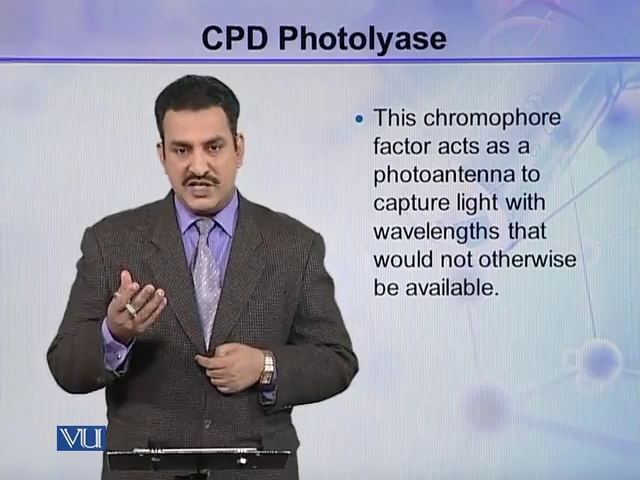 CPD Photolyase
• This chromophore
factor acts as a
photoantenna to
capture light with
wavelengths that
would not otherwise
be available.
VU